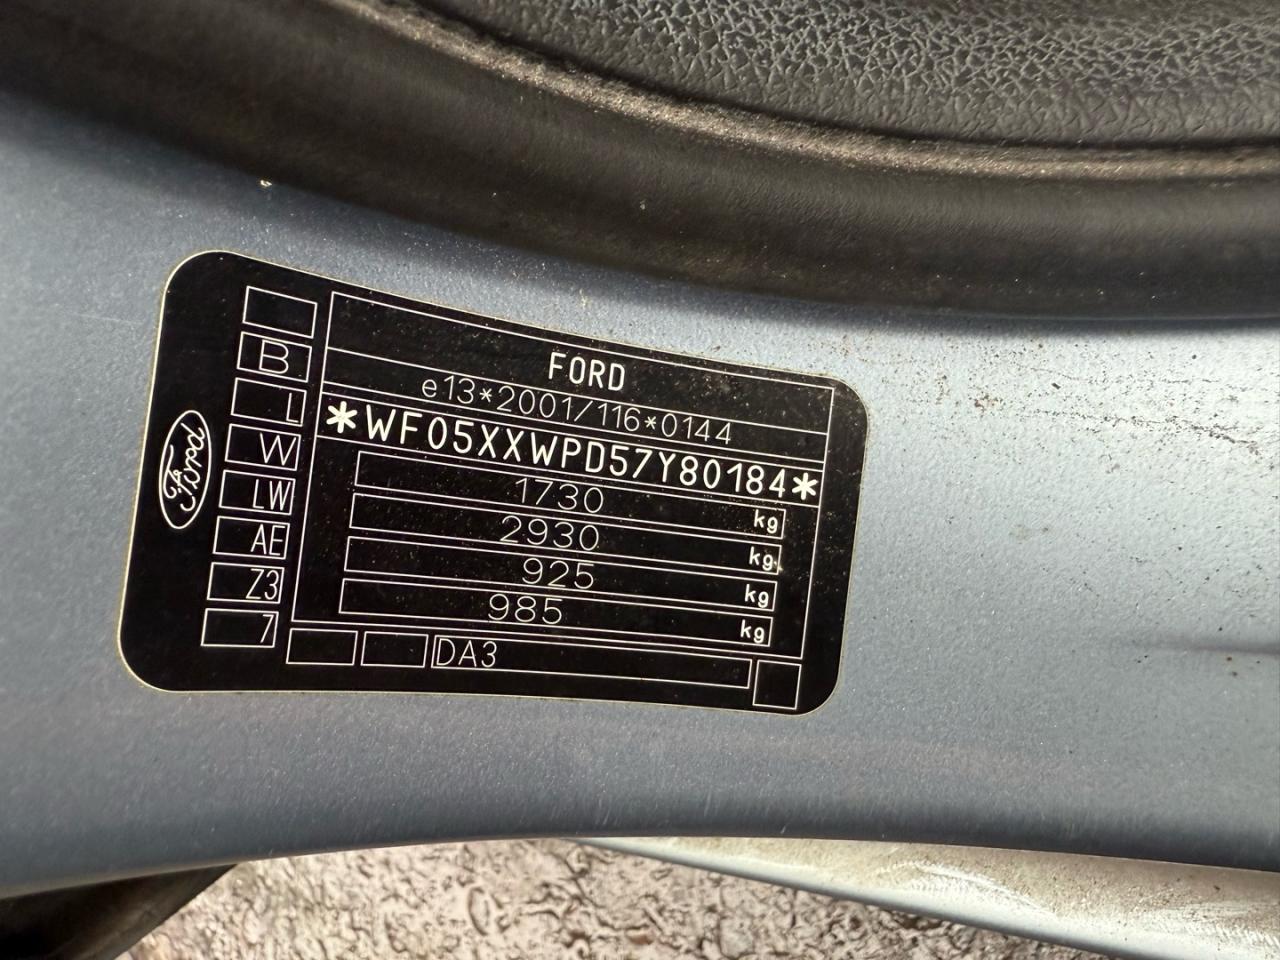 FORD
e13*2001/116*0144
*WF05XXWPD57Y80184*
1730 kg
2930 kg
925 kg
985 kg
B
L
W
LW
AE
Z3
7
DA3
Ford